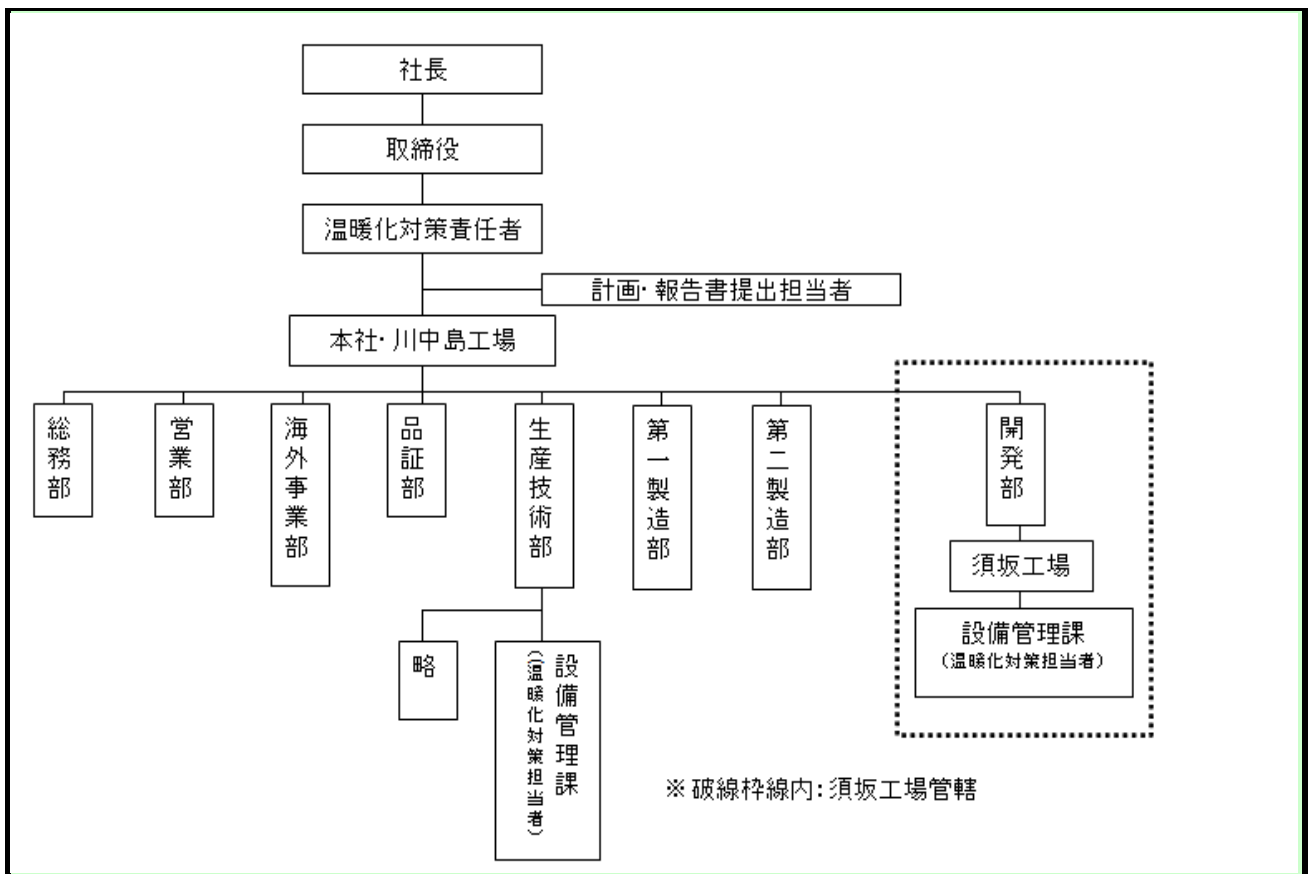 社長
取締役
温暖化対策責任者
計画・報告書提出担当者
本社・川中島工場
総務部
営業部
海外事業部
品証部
生産技術部
第一製造部
第二製造部
開発部
須坂工場
設備管理課
（温暖化対策担当者）
略
設備管理課
（温暖化対策担当者）
※破線枠線内：須坂工場管轄